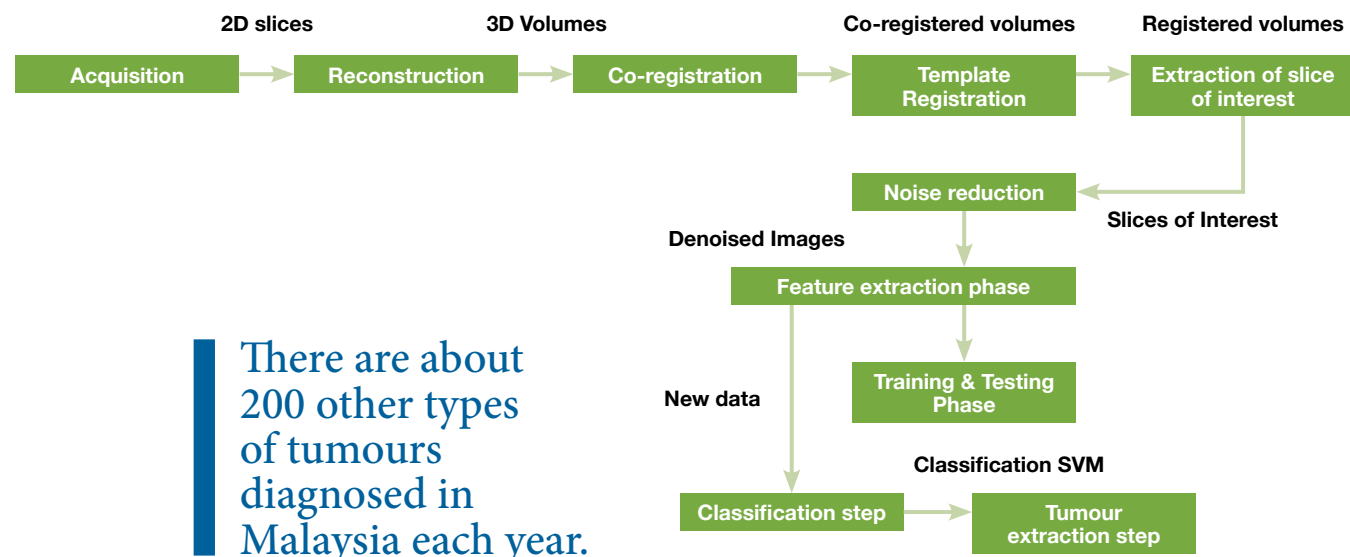 2D slices
3D Volumes
Co-registered volumes
Registered volumes
Acquisition
Reconstruction
Co-registration
Template
Registration
Extraction of slice
of interest
Noise reduction
Slices of Interest
Denoised Images
Feature extraction phase
There are about
200 other types
of tumours
diagnosed in
Malaysia each year.
New data
Training & Testing
Phase
Classification SVM
Classification step
Tumour
extraction step